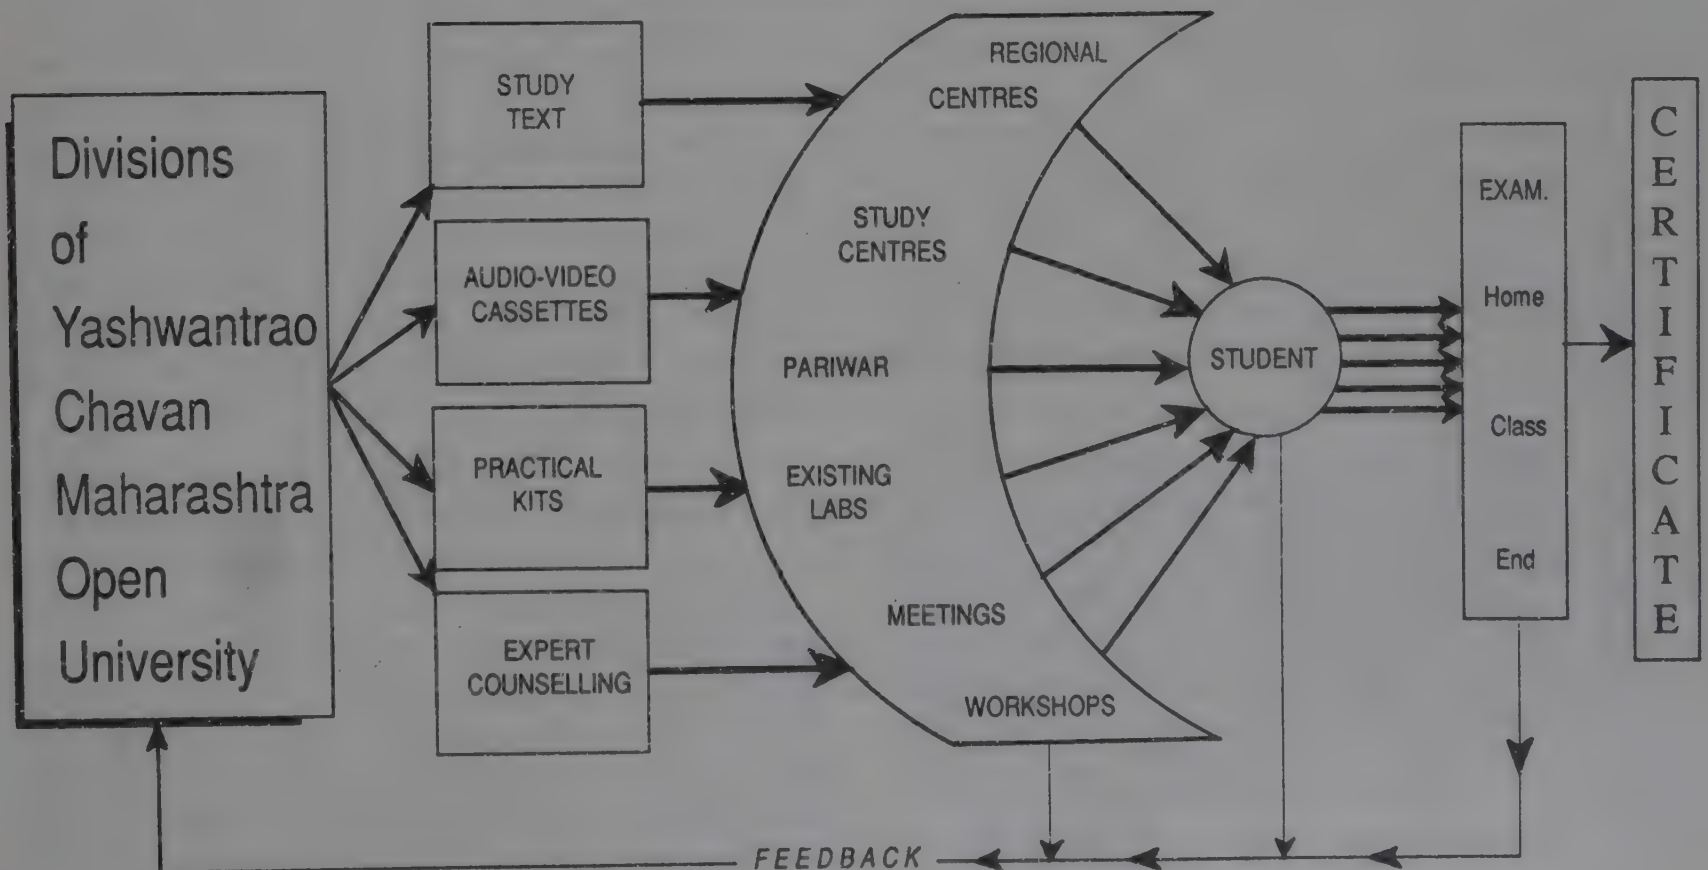 Divisions
of
Yashwantrao
Chavan
Maharashtra
Open
University
STUDY
TEXT
AUDIO-VIDEO
CASSETTES
PRACTICAL
KITS
EXPERT
COUNSELLING
REGIONAL
CENTRES
STUDY
CENTRES
PARIWAR
EXISTING
LABS
MEETINGS
WORKSHOPS
STUDENT
EXAM.
Home
Class
End
CERTIFICATE
FEEDBACK